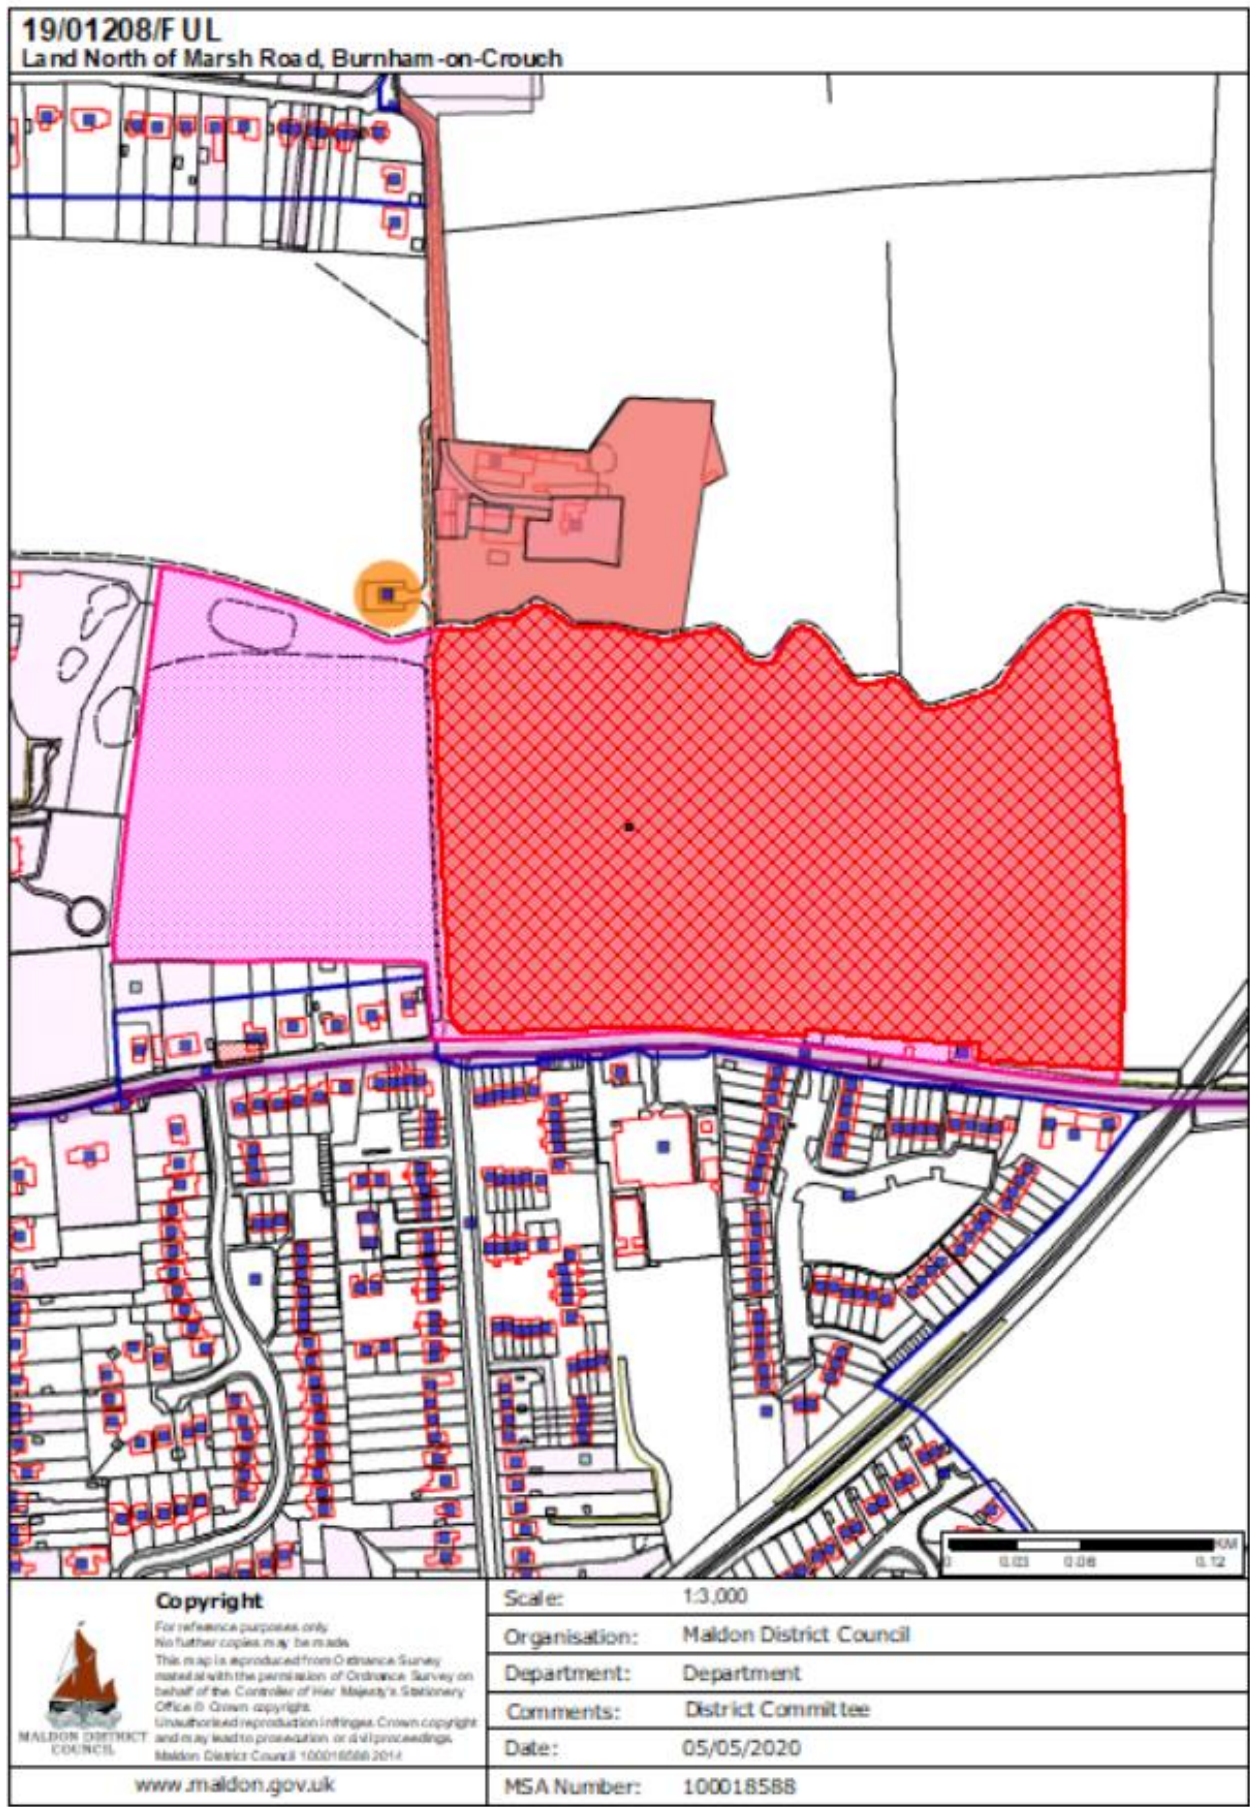 19/01208/FUL
Land North of Marsh Road, Burnham-on-Crouch
KM
0 0.03 0.06 0.12
Copyright
For reference purposes only.
No further copies may be made.
This map is reproduced from Ordnance Survey
material with the permission of Ordnance Survey on
behalf of the Controller of Her Majesty's Stationery
Office © Crown copyright.
Unauthorised reproduction infringes Crown copyright
and may lead to prosecution or civil proceedings.
Maldon District Council 100018588 2014
MALDON DISTRICT
COUNCIL
www.maldon.gov.uk
Scale: 1:3,000
Organisation: Maldon District Council
Department: Department
Comments: District Committee
Date: 05/05/2020
MSA Number: 100018588